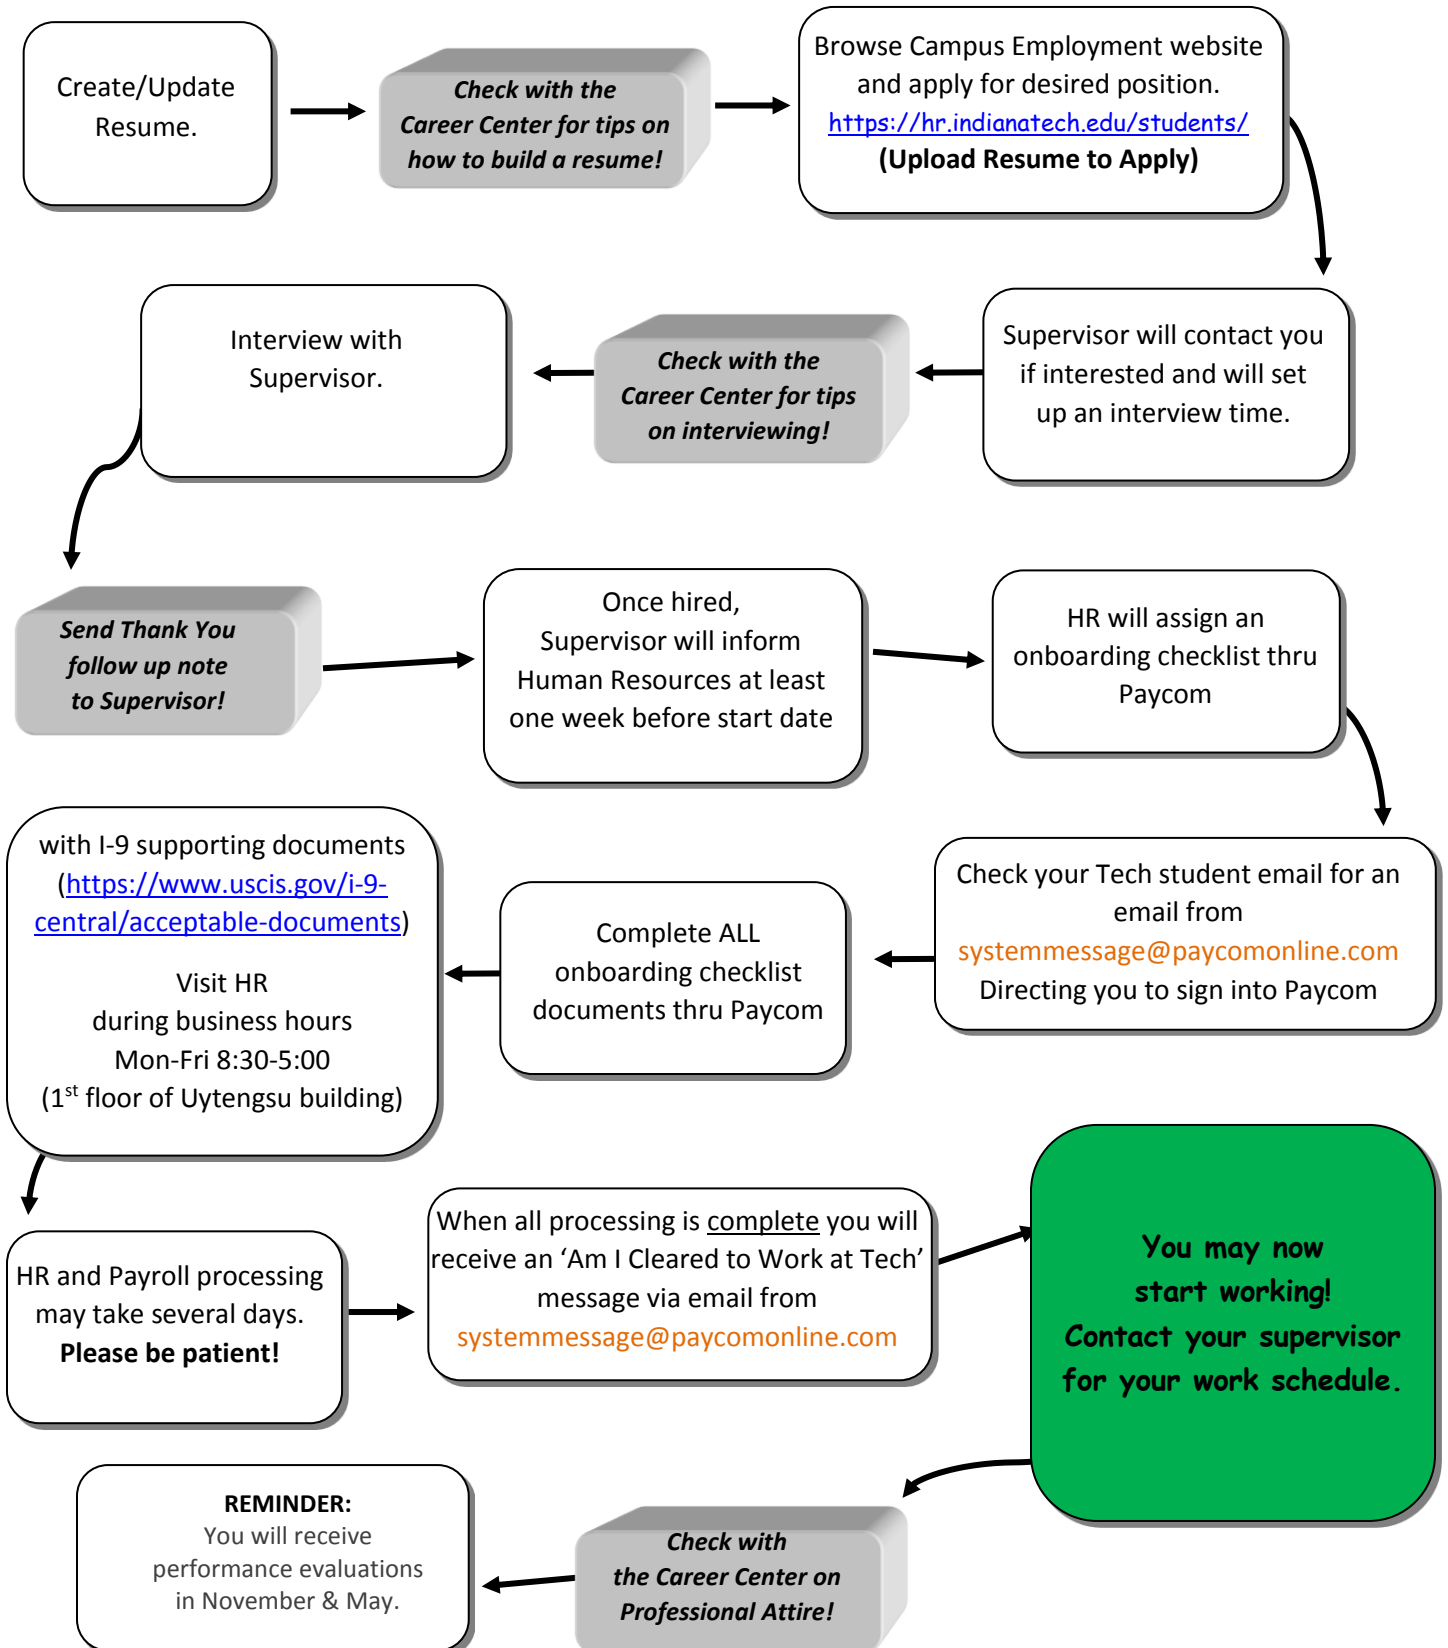 Create/Update
Resume.
Check with the
Career Center for tips on
how to build a resume!
Browse Campus Employment website
and apply for desired position.
https://hr.indianatech.edu/students/
(Upload Resume to Apply)
Supervisor will contact you
if interested and will set
up an interview time.
Check with the
Career Center for tips
on interviewing!
Interview with
Supervisor.
Send Thank You
follow up note
to Supervisor!
Once hired,
Supervisor will inform
Human Resources at least
one week before start date
HR will assign an
onboarding checklist thru
Paycom
Check your Tech student email for an
email from
systemmessage@paycomonline.com
Directing you to sign into Paycom
Complete ALL
onboarding checklist
documents thru Paycom
with I-9 supporting documents
(https://www.uscis.gov/i-9-
central/acceptable-documents)
Visit HR
during business hours
Mon-Fri 8:30-5:00
(1st floor of Uytengsu building)
HR and Payroll processing
may take several days.
Please be patient!
When all processing is complete you will
receive an ‘Am I Cleared to Work at Tech’
message via email from
systemmessage@paycomonline.com
You may now
start working!
Contact your supervisor
for your work schedule.
Check with
the Career Center on
Professional Attire!
REMINDER:
You will receive
performance evaluations
in November & May.